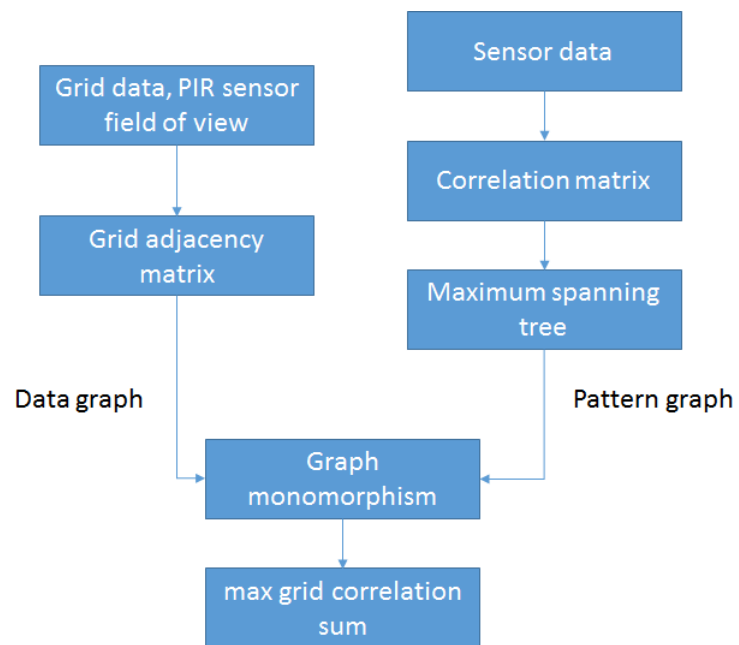 Sensor data
Grid data, PIR sensor
field of view
Correlation matrix
Grid adjacency
matrix
Maximum spanning
tree
Data graph
Pattern graph
Graph
monomorphism
max grid correlation
sum